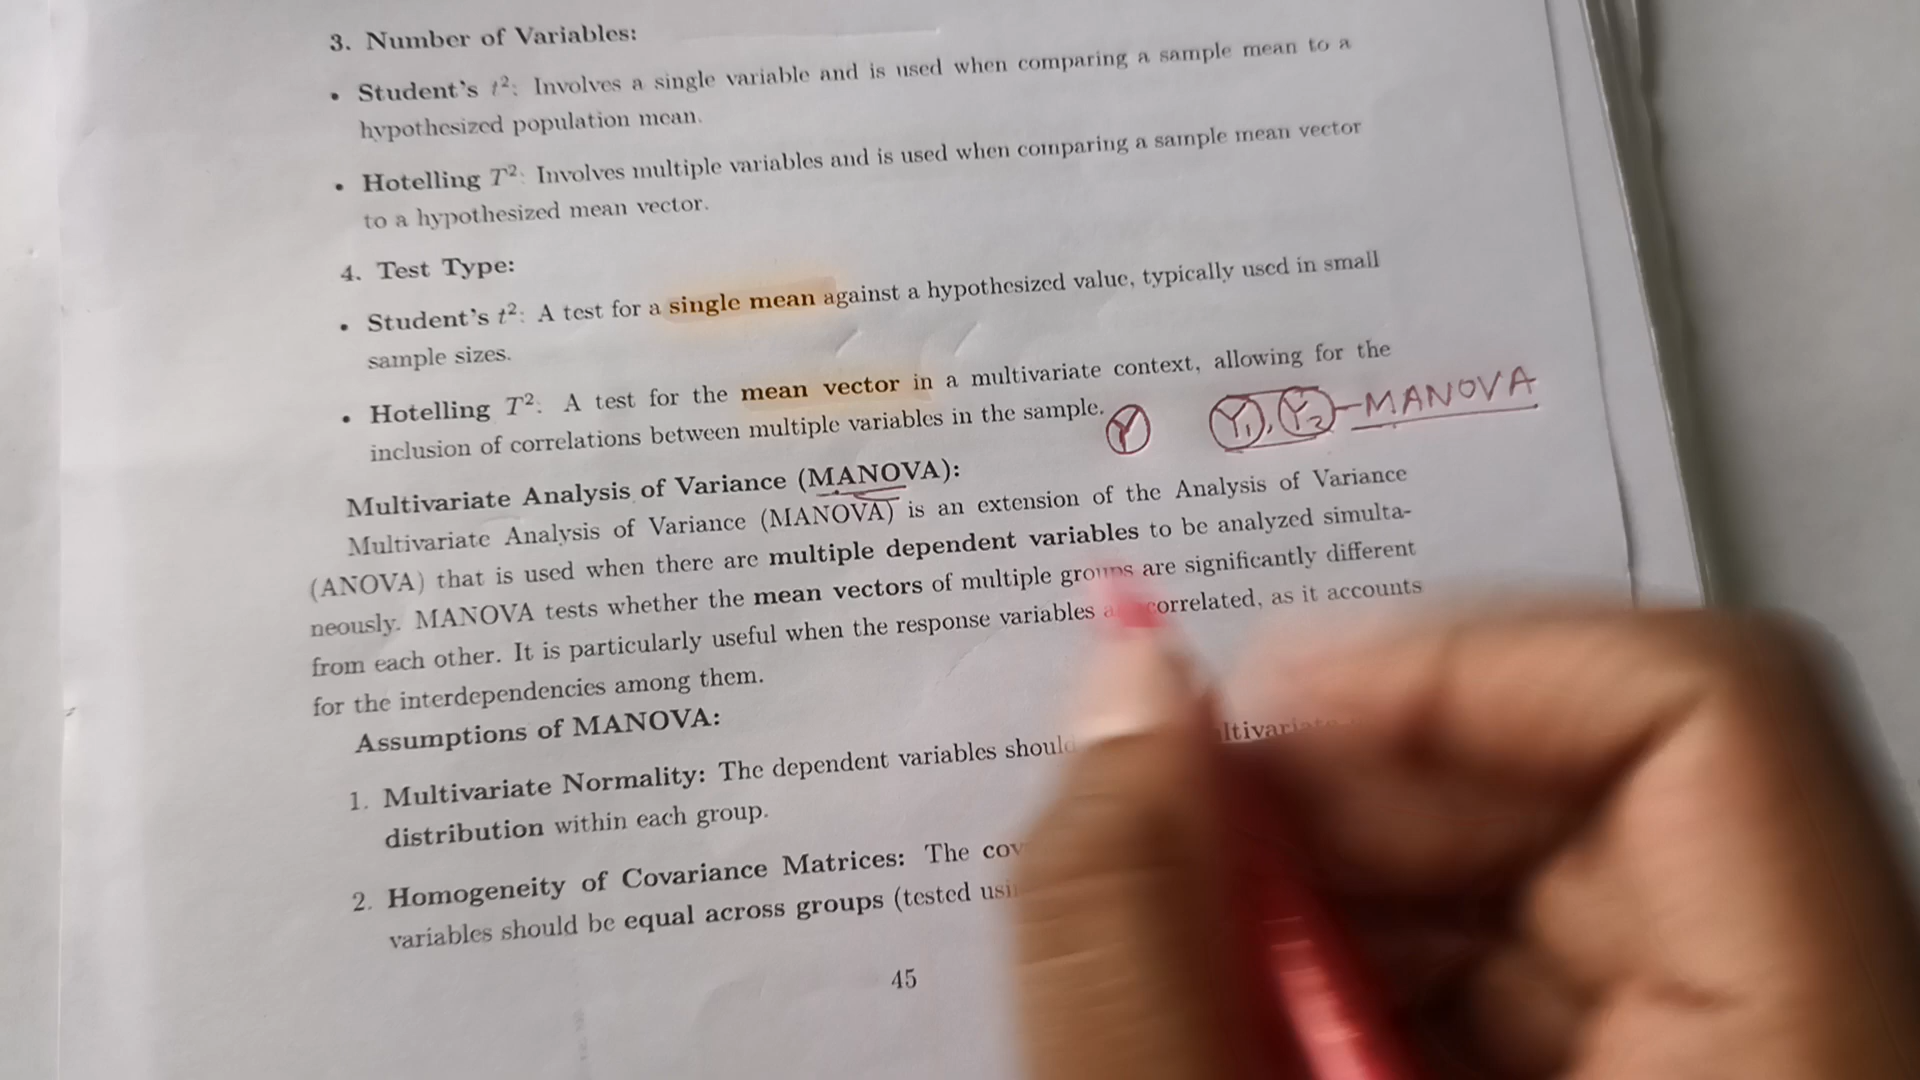 3. Number of Variables:
• Student's t²: Involves a single variable and is used when comparing a sample mean to a
hypothesized population mean.
• Hotelling T²: Involves multiple variables and is used when comparing a sample mean vector
to a hypothesized mean vector.
4. Test Type:
• Student's t²: A test for a single mean against a hypothesized value, typically used in small
sample sizes.
• Hotelling T²: A test for the mean vector in a multivariate context, allowing for the
inclusion of correlations between multiple variables in the sample.
Y Y₁, Y₂ - MANOVA
Multivariate Analysis of Variance (MANOVA):
Multivariate Analysis of Variance (MANOVA) is an extension of the Analysis of Variance
(ANOVA) that is used when there are multiple dependent variables to be analyzed simulta-
neously. MANOVA tests whether the mean vectors of multiple groups are significantly different
from each other. It is particularly useful when the response variables correlated, as it accounts
for the interdependencies among them.
Assumptions of MANOVA:
1. Multivariate Normality: The dependent variables should
distribution within each group.
2. Homogeneity of Covariance Matrices: The
variables should be equal across groups (tested
45